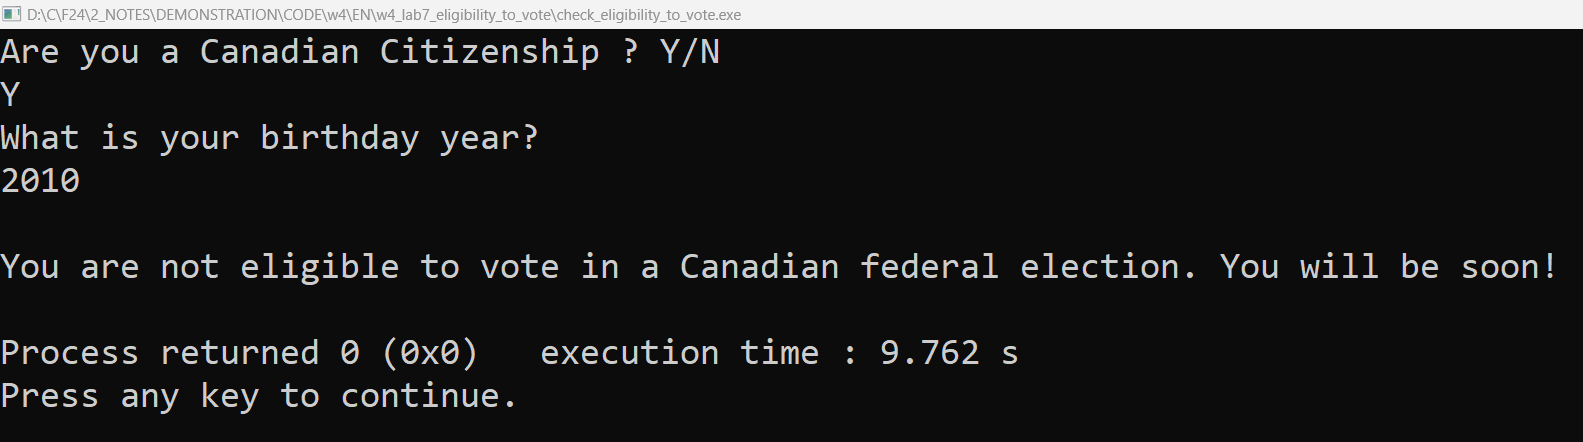 D:\C\F24\2_NOTES\DEMONSTRATION\CODE\w4\EN\w4_lab7_eligibility_to_vote\check_eligibility_to_vote.exe
Are you a Canadian Citizenship ? Y/N
Y
What is your birthday year?
2010
You are not eligible to vote in a Canadian federal election. You will be soon!
Process returned 0 (0x0)   execution time : 9.762 s
Press any key to continue.